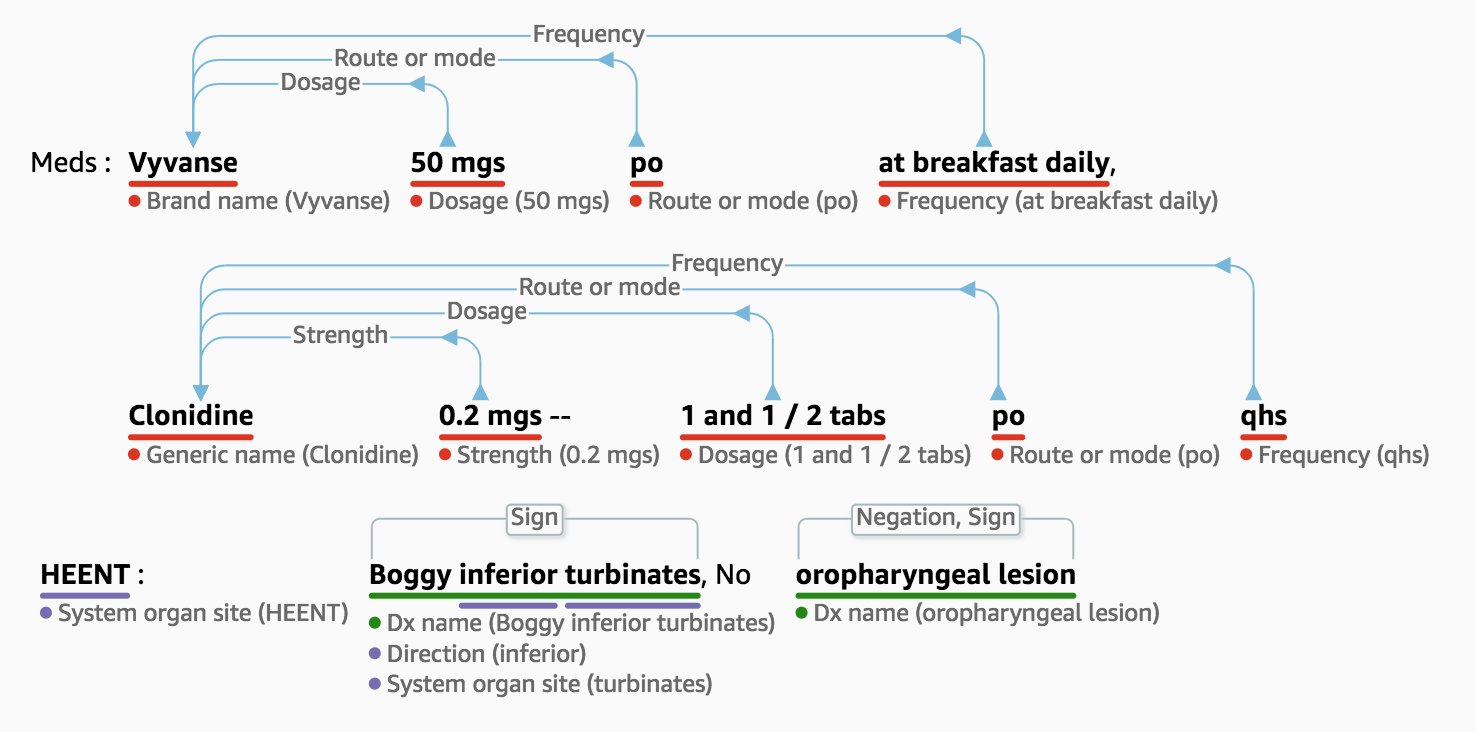 Frequency
Route or mode
Dosage
Meds : Vyvanse 50 mgs po at breakfast daily,
Brand name (Vyvanse) Dosage (50 mgs) Route or mode (po) Frequency (at breakfast daily)
Frequency
Route or mode
Dosage
Strength
Clonidine 0.2 mgs -- 1 and 1 / 2 tabs po qhs
Generic name (Clonidine) Strength (0.2 mgs) Dosage (1 and 1 / 2 tabs) Route or mode (po) Frequency (qhs)
Sign Negation, Sign
HEENT : Boggy inferior turbinates, No oropharyngeal lesion
System organ site (HEENT) Dx name (Boggy inferior turbinates) Dx name (oropharyngeal lesion)
Direction (inferior)
System organ site (turbinates)